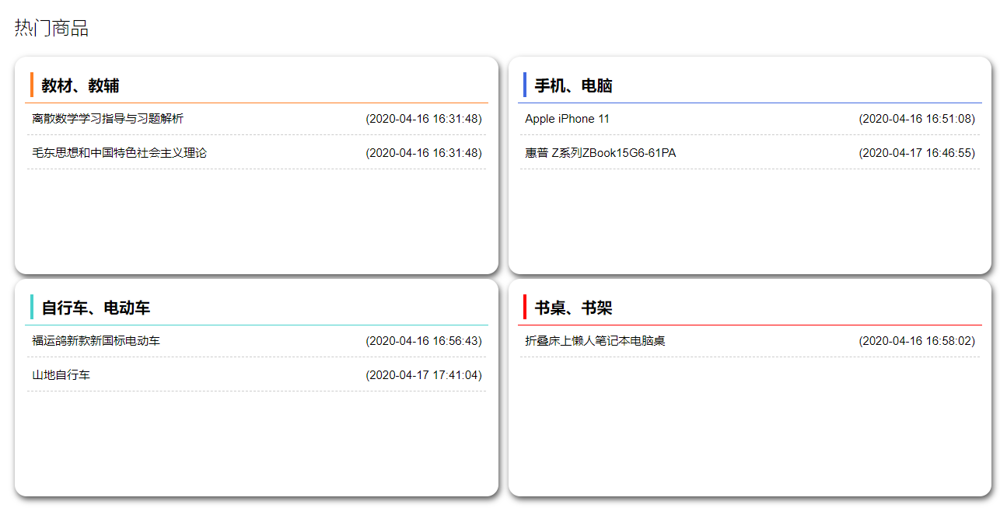 热门商品
教材、教辅
离散数学学习指导与习题解析 (2020-04-16 16:31:48)
毛东思想和中国特色社会主义理论 (2020-04-16 16:31:48)
手机、电脑
Apple iPhone 11 (2020-04-16 16:51:08)
惠普 Z系列ZBook15G6-61PA (2020-04-17 16:46:55)
自行车、电动车
福运鸽新款新国标电动车 (2020-04-16 16:56:43)
山地自行车 (2020-04-17 17:41:04)
书桌、书架
折叠床上懒人笔记本电脑桌 (2020-04-16 16:58:02)